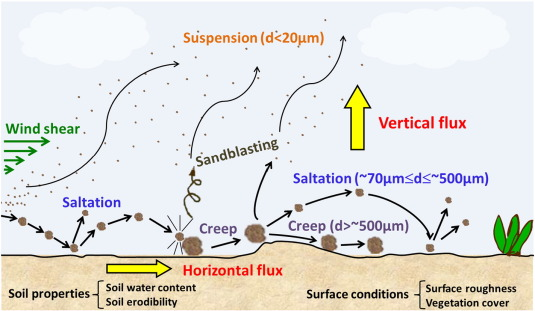 Suspension (d<20μm)
Wind shear
Vertical flux
Sandblasting
Saltation
Saltation (~70μm≤d≤~500μm)
Creep
Creep (d>~500μm)
Horizontal flux
Soil properties
Soil water content
Soil erodibility
Surface conditions
Surface roughness
Vegetation cover